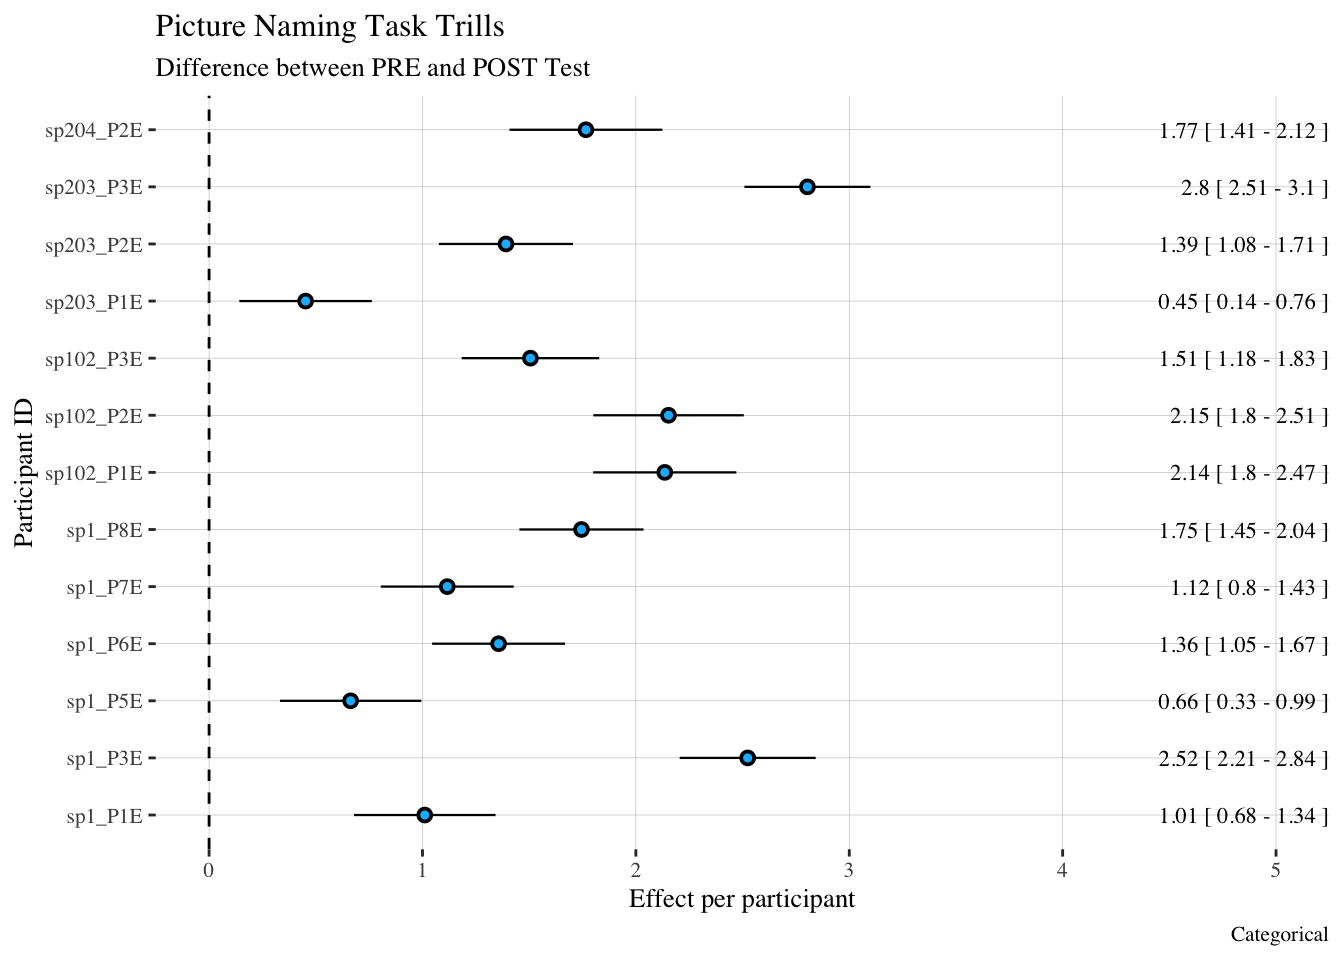 Picture Naming Task Trills
Difference between PRE and POST Test
Participant ID
sp204_P2E 1.77 [ 1.41 - 2.12 ]
sp203_P3E 2.8 [ 2.51 - 3.1 ]
sp203_P2E 1.39 [ 1.08 - 1.71 ]
sp203_P1E 0.45 [ 0.14 - 0.76 ]
sp102_P3E 1.51 [ 1.18 - 1.83 ]
sp102_P2E 2.15 [ 1.8 - 2.51 ]
sp102_P1E 2.14 [ 1.8 - 2.47 ]
sp1_P8E 1.75 [ 1.45 - 2.04 ]
sp1_P7E 1.12 [ 0.8 - 1.43 ]
sp1_P6E 1.36 [ 1.05 - 1.67 ]
sp1_P5E 0.66 [ 0.33 - 0.99 ]
sp1_P3E 2.52 [ 2.21 - 2.84 ]
sp1_P1E 1.01 [ 0.68 - 1.34 ]
0 1 2 3 4 5
Effect per participant
Categorical